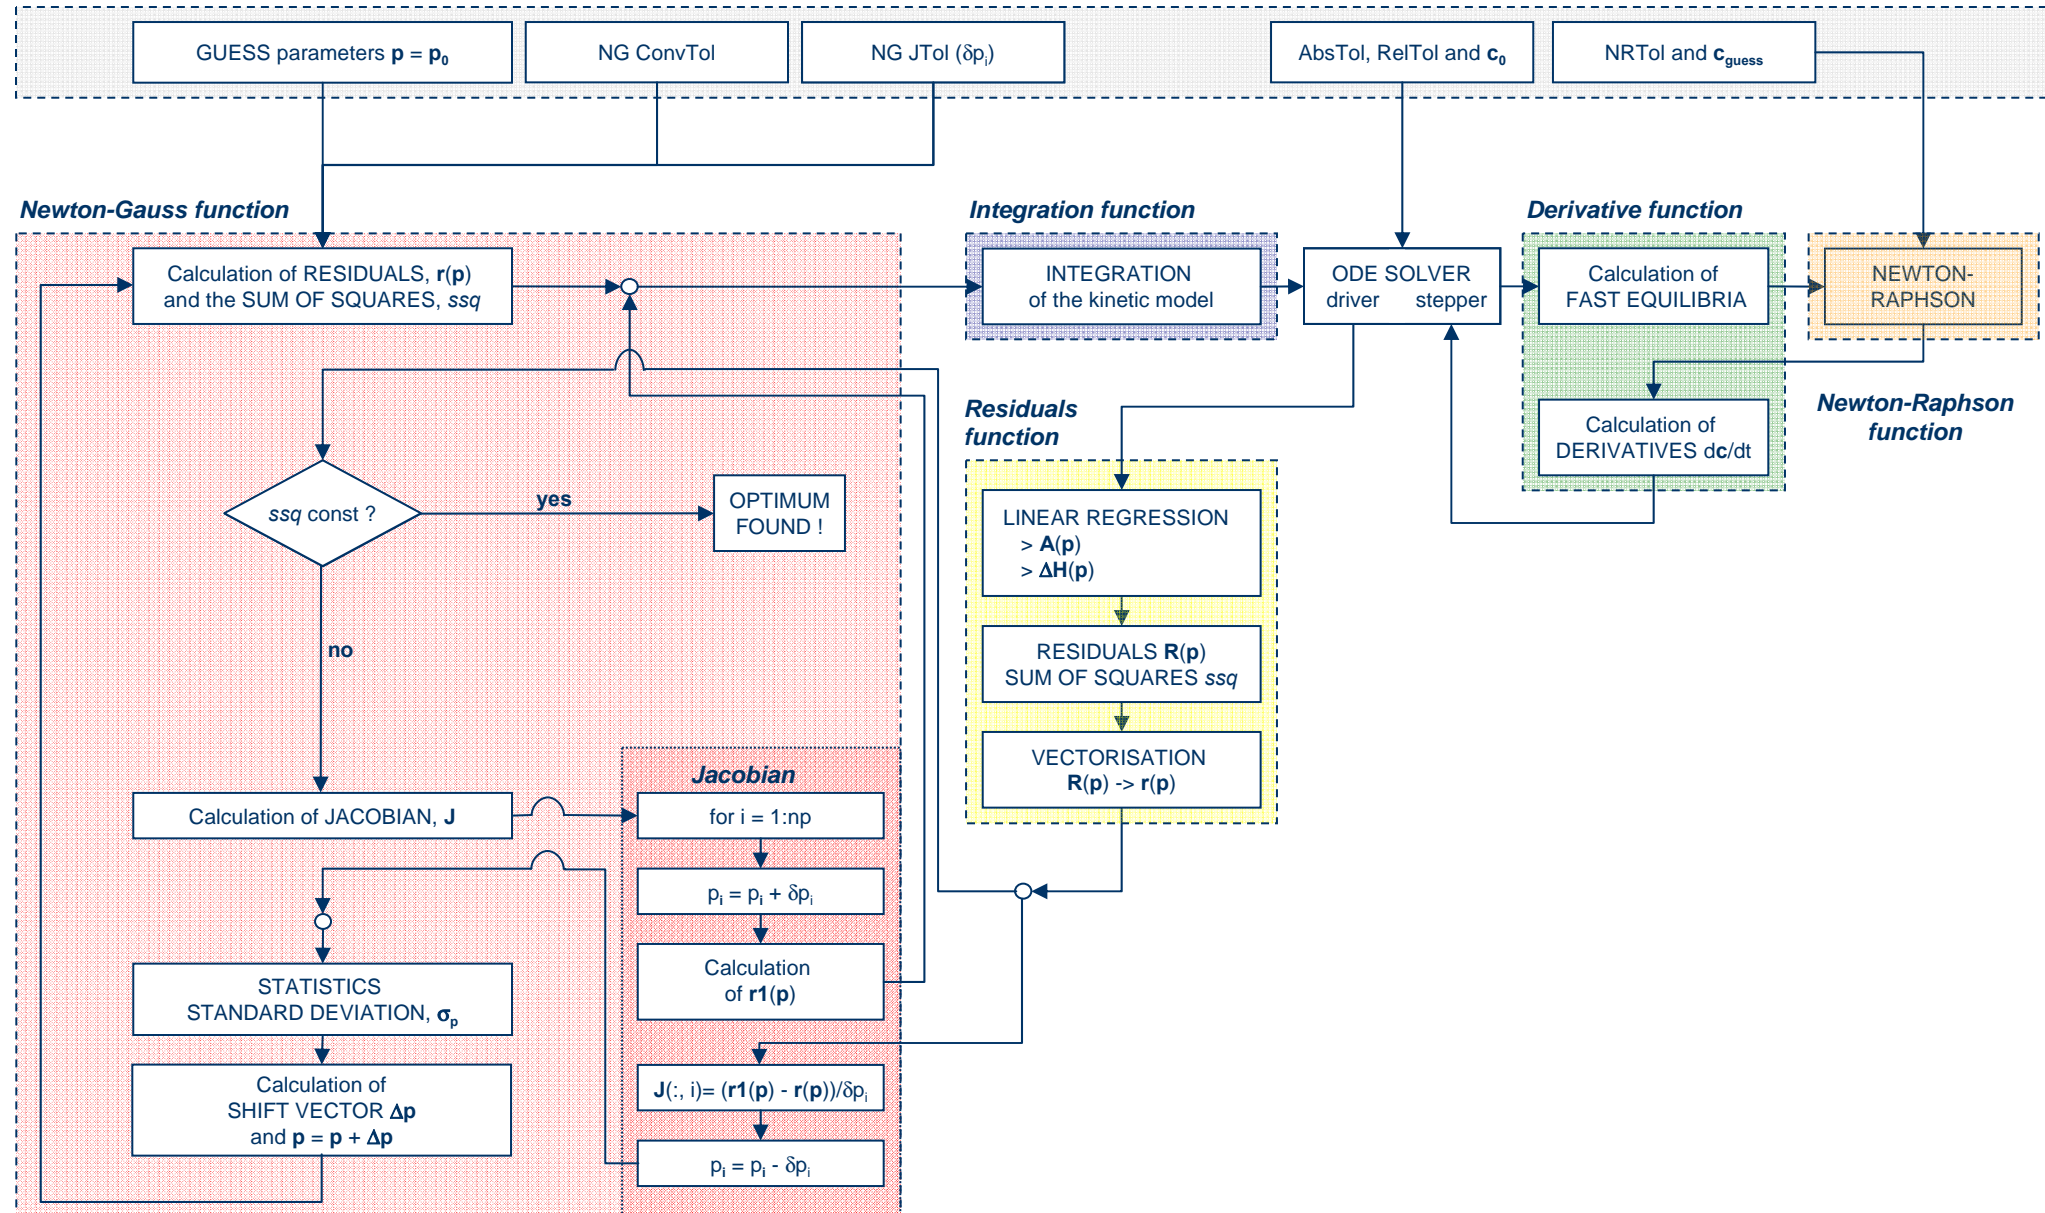 GUESS parameters p = p0
NG ConvTol
NG JTol (δpi)
AbsTol, RelTol and c0
NRTol and cguess
Newton-Gauss function
Integration function
Derivative function
Calculation of RESIDUALS, r(p)
and the SUM OF SQUARES, ssq
INTEGRATION
of the kinetic model
ODE SOLVER
driver stepper
Calculation of
FAST EQUILIBRIA
NEWTON-
RAPHSON
Newton-Raphson
function
Calculation of
DERIVATIVES dc/dt
Residuals
function
ssq const ?
yes
OPTIMUM
FOUND !
no
LINEAR REGRESSION
> A(p)
> ΔH(p)
RESIDUALS R(p)
SUM OF SQUARES ssq
VECTORISATION
R(p) -> r(p)
Jacobian
Calculation of JACOBIAN, J
for i = 1:np
pi = pi + δpi
Calculation
of r1(p)
J(:, i)= (r1(p) - r(p))/δpi
pi = pi - δpi
STATISTICS
STANDARD DEVIATION, σp
Calculation of
SHIFT VECTOR Δp
and p = p + Δp